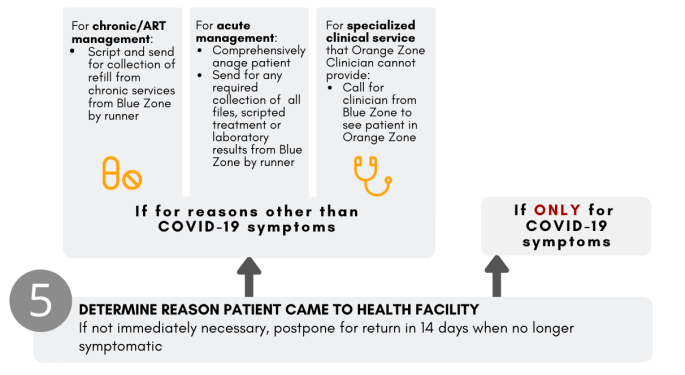 For chronic/ART
management:
• Script and send
for collection of
refill from
chronic services
from Blue Zone
by runner
For acute
management:
• Comprehensively
anage patient
• Send for any
required
collection of all
files, scripted
treatment or
laboratory
results from Blue
Zone by runner
For specialized
clinical service
that Orange Zone
Clinician cannot
provide:
• Call for
clinician from
Blue Zone to
see patient in
Orange Zone
If for reasons other than
COVID-19 symptoms
If ONLY for
COVID-19
symptoms
5
DETERMINE REASON PATIENT CAME TO HEALTH FACILITY
If not immediately necessary, postpone for return in 14 days when no longer
symptomatic